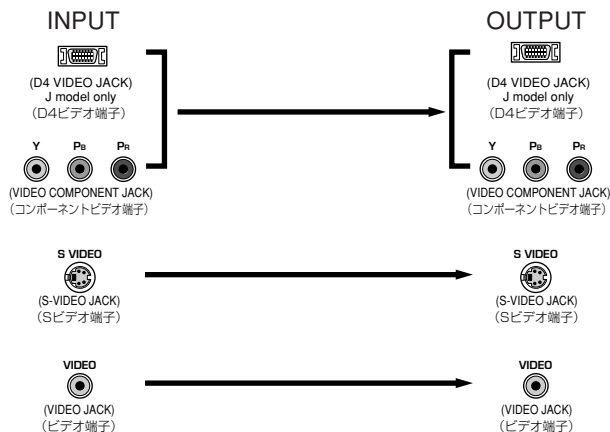 INPUT
(D4 VIDEO JACK)
J model only
(D4ビデオ端子)
Y PB PR
(VIDEO COMPONENT JACK)
(コンポーネントビデオ端子)
S VIDEO
(S-VIDEO JACK)
(Sビデオ端子)
VIDEO
(VIDEO JACK)
(ビデオ端子)
OUTPUT
(D4 VIDEO JACK)
J model only
(D4ビデオ端子)
Y PB PR
(VIDEO COMPONENT JACK)
(コンポーネントビデオ端子)
S VIDEO
(S-VIDEO JACK)
(Sビデオ端子)
VIDEO
(VIDEO JACK)
(ビデオ端子)